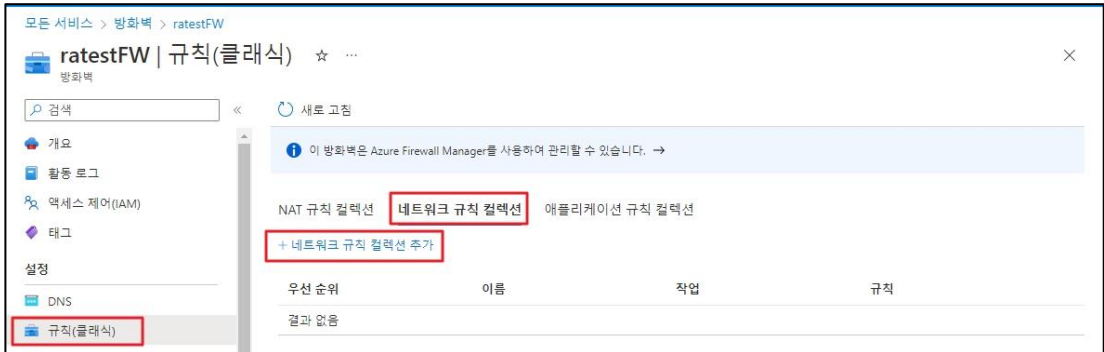 모든 서비스 > 방화벽 > ratestFW
ratestFW | 규칙(클래식) ☆ ...
방화벽
검색
새로 고침
개요
이 방화벽은 Azure Firewall Manager를 사용하여 관리할 수 있습니다. →
활동 로그
액세스 제어(IAM)
NAT 규칙 컬렉션 네트워크 규칙 컬렉션 애플리케이션 규칙 컬렉션
태그
+ 네트워크 규칙 컬렉션 추가
설정
우선 순위 이름 작업 규칙
DNS
결과 없음
규칙(클래식)